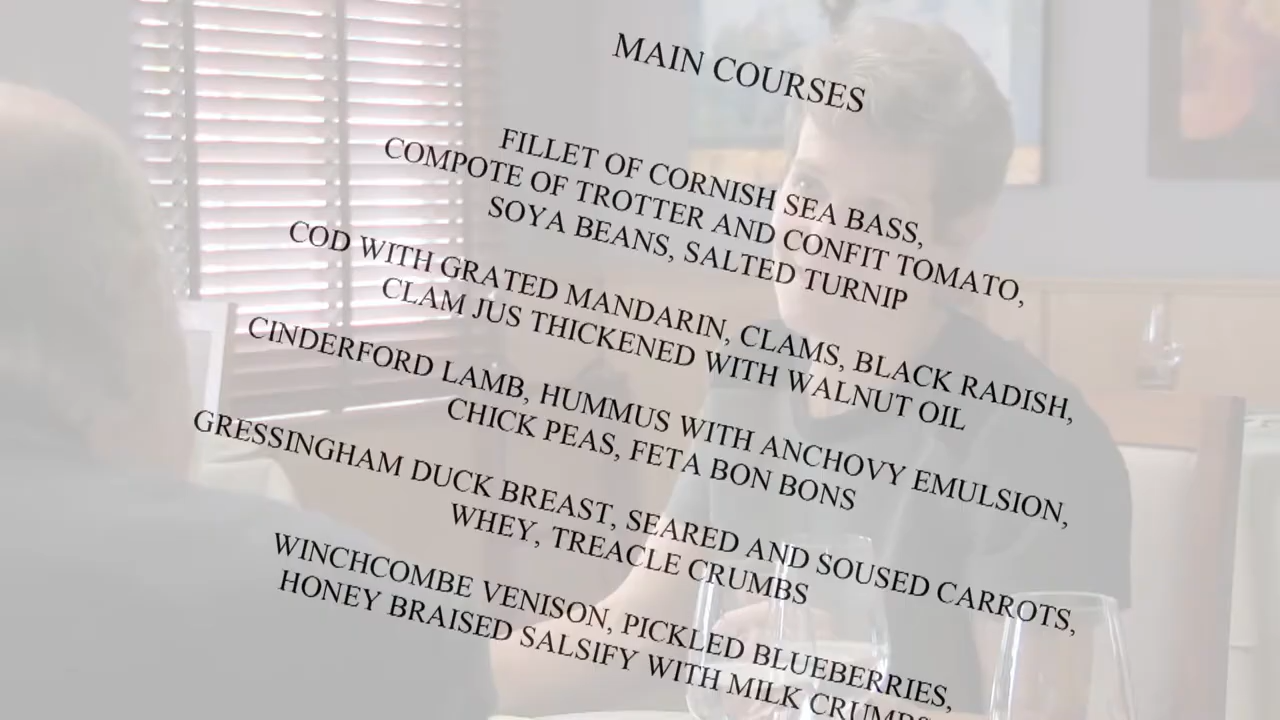 MAIN COURSES
FILLET OF CORNISH SEA BASS,
COMPOTE OF TROTTER AND CONFIT TOMATO,
SOYA BEANS, SALTED TURNIP
COD WITH GRATED MANDARIN, CLAMS, BLACK RADISH,
CLAM JUS THICKENED WITH WALNUT OIL
CINDERFORD LAMB, HUMMUS WITH ANCHOVY EMULSION,
CHICK PEAS, FETA BON BONS
GRESSINGHAM DUCK BREAST, SEARED AND SOUSED CARROTS,
WHEY, TREACLE CRUMBS
WINCHCOMBE VENISON, PICKLED BLUEBERRIES,
HONEY BRAISED SALSIFY WITH MILK CRUMBS